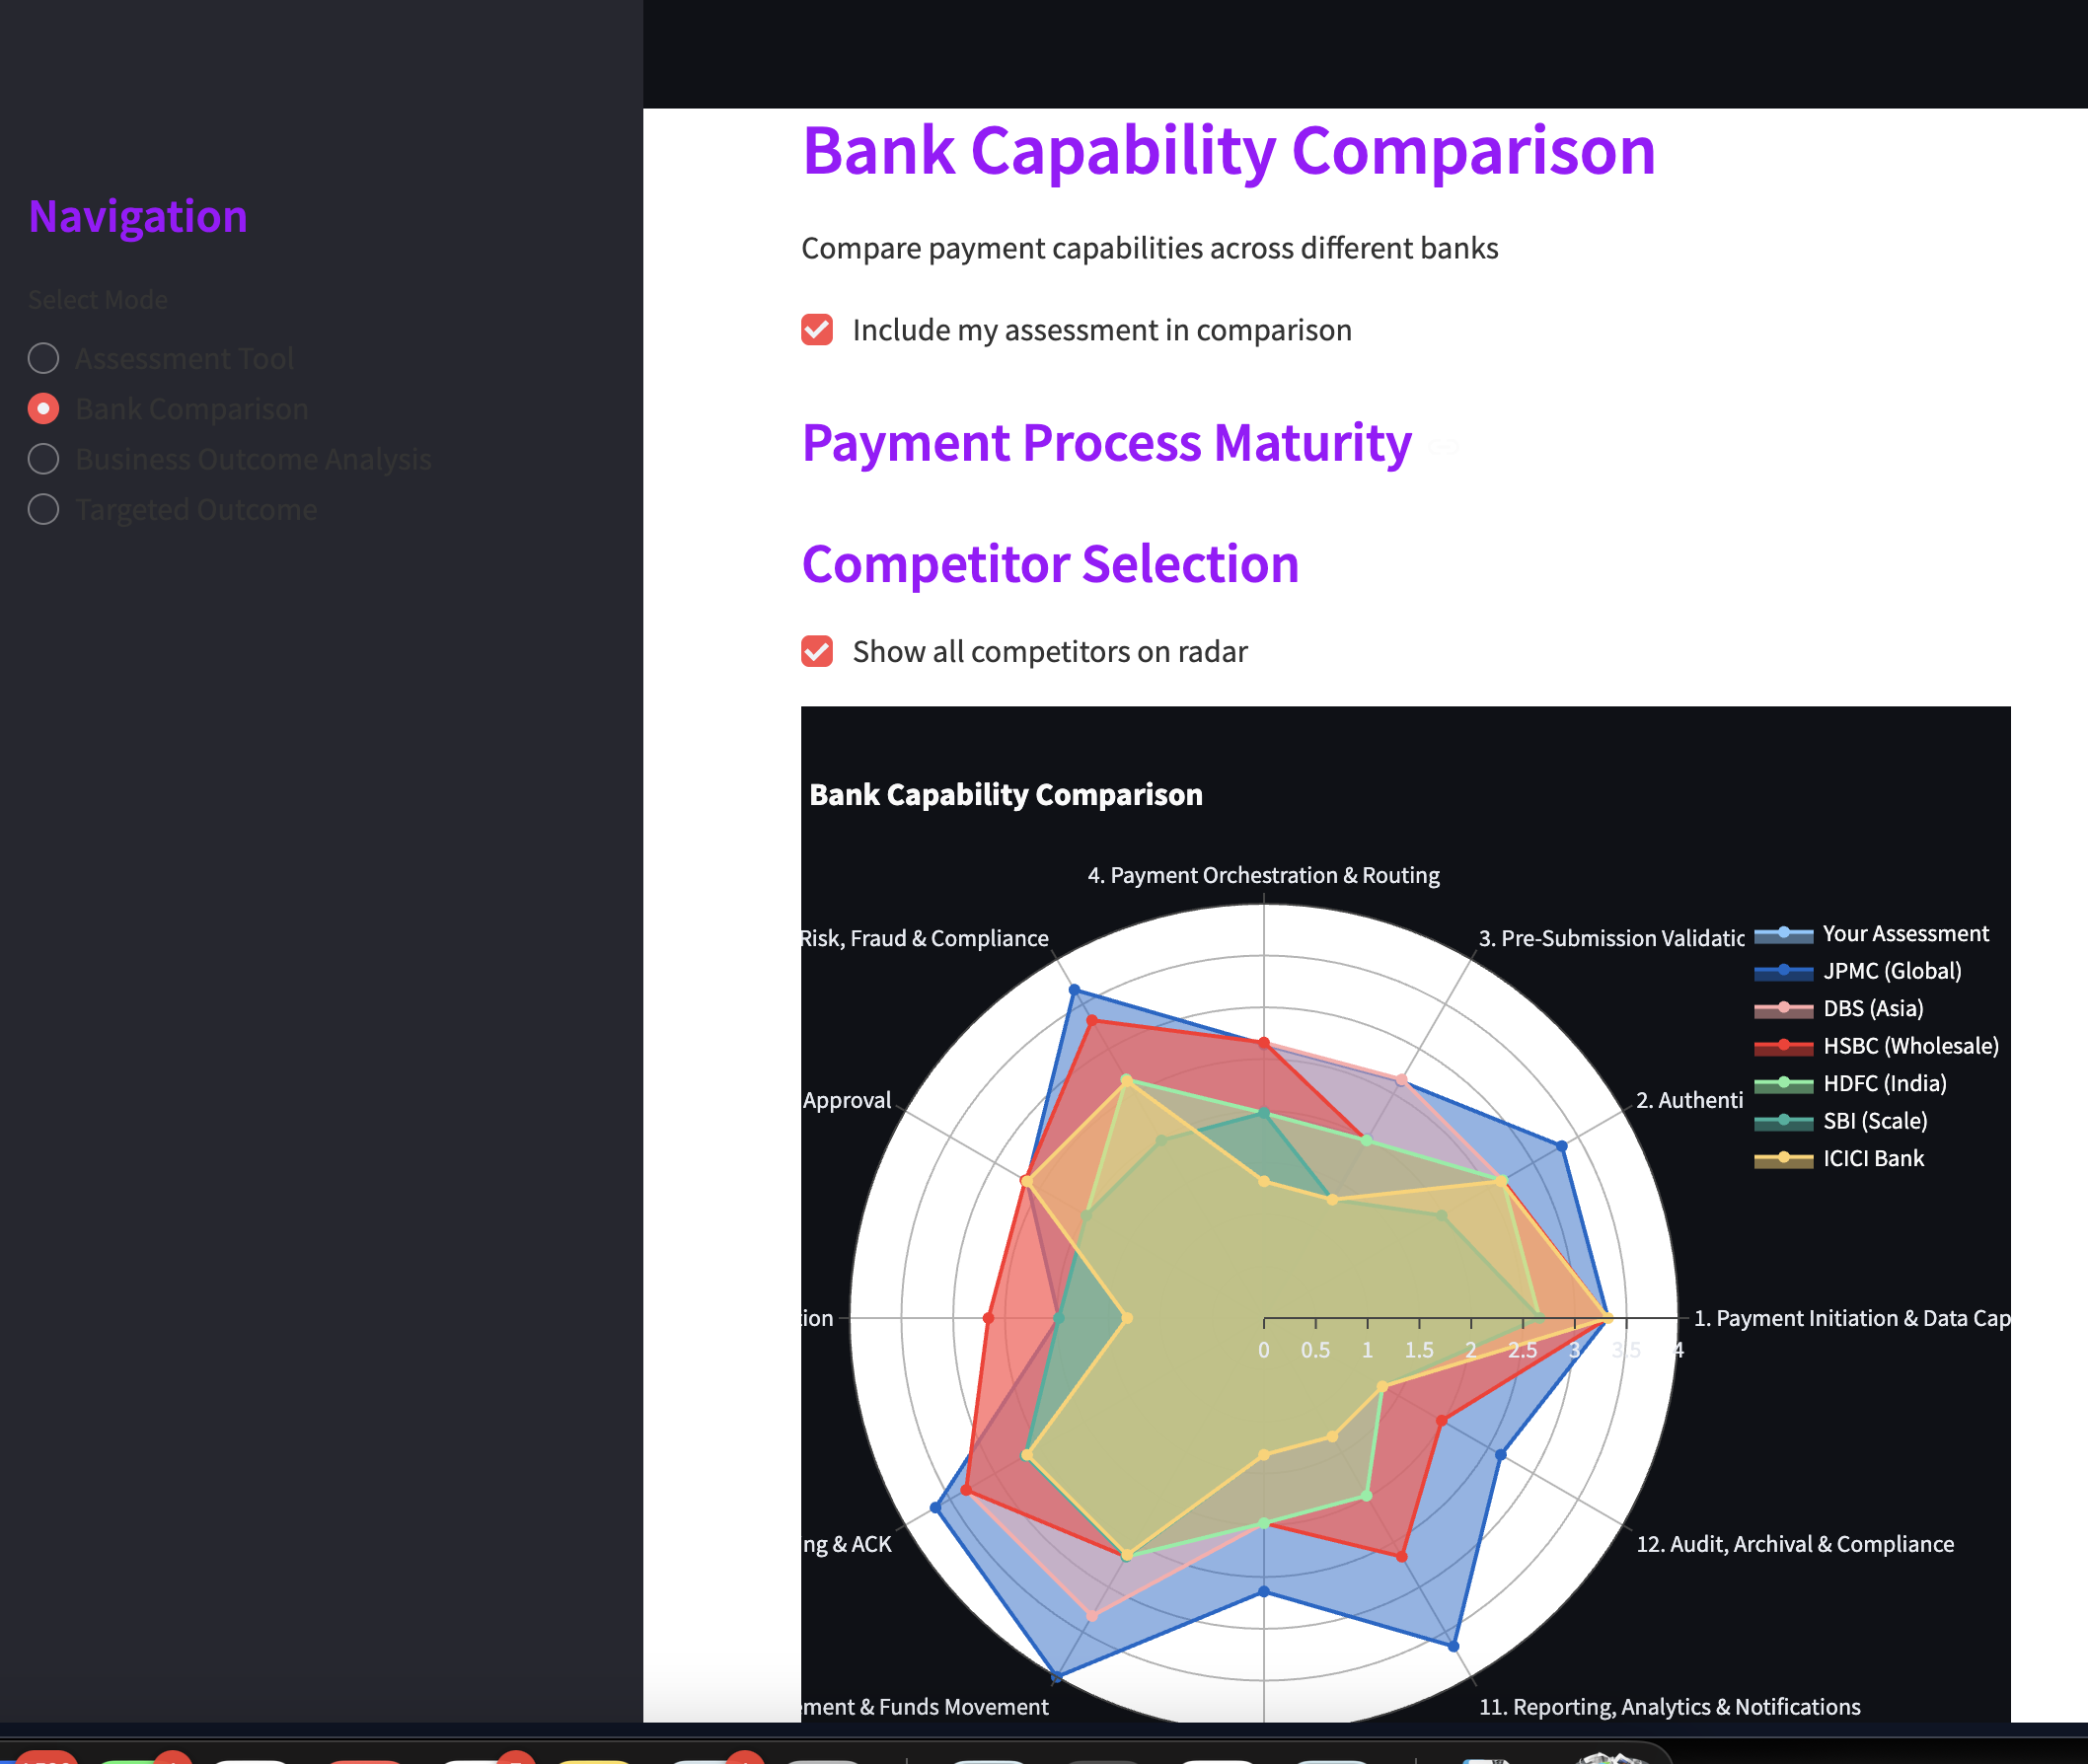 Bank Capability Comparison
Navigation
Compare payment capabilities across different banks
Select Mode
Include my assessment in comparison
Assessment Tool
Bank Comparison
Payment Process Maturity
Business Outcome Analysis
Targeted Outcome
Competitor Selection
Show all competitors on radar
Bank Capability Comparison
4. Payment Orchestration & Routing
Risk, Fraud & Compliance
3. Pre-Submission Validatic
Your Assessment
JPMC (Global)
DBS (Asia)
HSBC (Wholesale)
HDFC (India)
SBI (Scale)
ICICI Bank
Approval
2. Authenti
tion
1. Payment Initiation & Data Cap
0 0.5 1 1.5 2 2.5 3 3.5 4
ng & ACK
12. Audit, Archival & Compliance
ement & Funds Movement
11. Reporting, Analytics & Notifications